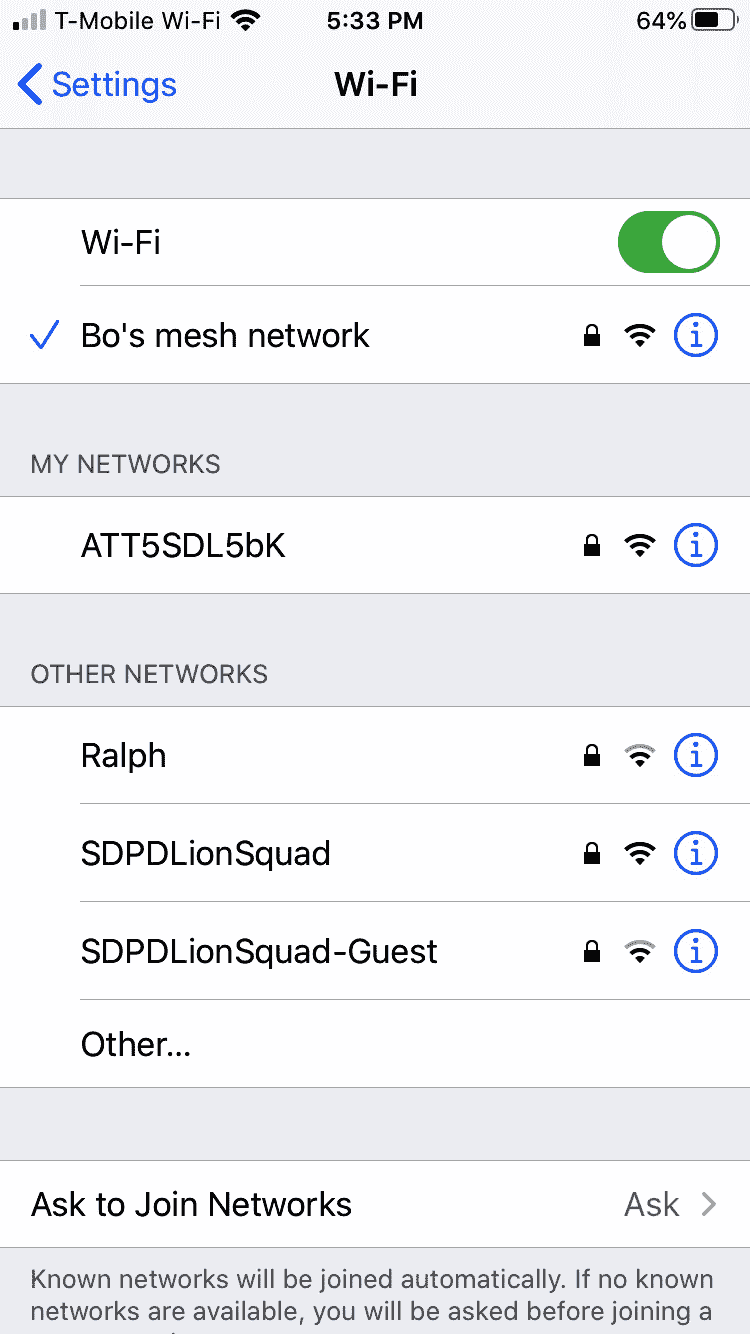 T-Mobile Wi-Fi 5:33 PM 64%
Settings Wi-Fi
Wi-Fi
Bo's mesh network
MY NETWORKS
ATT5SDL5bK
OTHER NETWORKS
Ralph
SDPDLionSquad
SDPDLionSquad-Guest
Other...
Ask to Join Networks Ask
Known networks will be joined automatically. If no known
networks are available, you will be asked before joining a